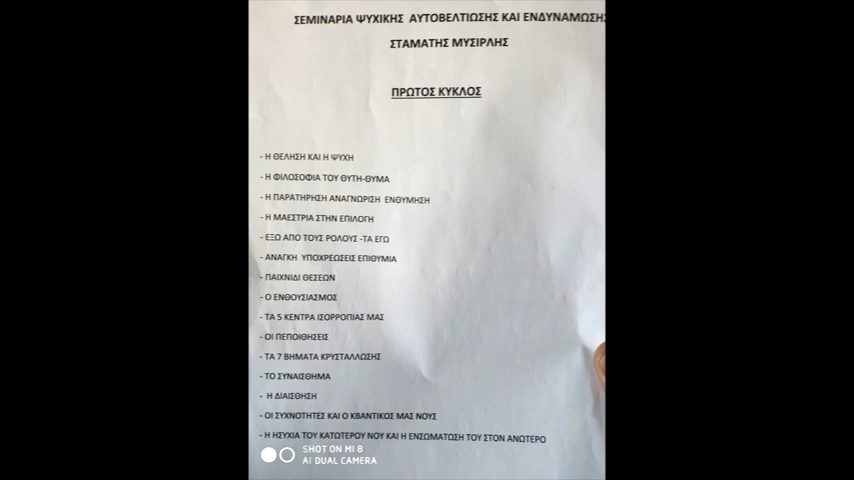 ΣΕΜΙΝΑΡΙΑ ΨΥΧΙΚΗΣ ΑΥΤΟΒΕΛΤΙΩΣΗΣ ΚΑΙ ΕΝΔΥΝΑΜΩΣΗΣ
ΣΤΑΜΑΤΗΣ ΜΥΣΙΡΛΗΣ
ΠΡΩΤΟΣ ΚΥΚΛΟΣ
- Η ΘΕΛΗΣΗ ΚΑΙ Η ΨΥΧΗ
- Η ΦΙΛΟΣΟΦΙΑ ΤΟΥ ΘΥΤΗ-ΘΥΜΑ
- Η ΠΑΡΑΤΗΡΗΣΗ ΑΝΑΓΝΩΡΙΣΗ ΕΝΘΥΜΗΣΗ
- Η ΜΑΕΣΤΡΙΑ ΣΤΗΝ ΕΠΙΛΟΓΗ
- ΕΞΩ ΑΠΟ ΤΟΥΣ ΡΟΛΟΥΣ -ΤΑ ΕΓΩ
- ΑΝΑΓΚΗ ΥΠΟΧΡΕΩΣΕΙΣ ΕΠΙΘΥΜΙΑ
- ΠΑΙΧΝΙΔΙ ΘΕΣΕΩΝ
- Ο ΕΝΘΟΥΣΙΑΣΜΟΣ
- ΤΑ 5 ΚΕΝΤΡΑ ΙΣΟΡΡΟΠΙΑΣ ΜΑΣ
- ΟΙ ΠΕΠΟΙΘΗΣΕΙΣ
- ΤΑ 7 ΒΗΜΑΤΑ ΚΡΥΣΤΑΛΛΩΣΗΣ
- ΤΟ ΣΥΝΑΙΣΘΗΜΑ
- Η ΔΙΑΙΣΘΗΣΗ
- ΟΙ ΣΥΧΝΟΤΗΤΕΣ ΚΑΙ Ο ΚΒΑΝΤΙΚΟΣ ΜΑΣ ΝΟΥΣ
- Η ΗΣΥΧΙΑ ΤΟΥ ΚΑΤΩΤΕΡΟΥ ΝΟΥ ΚΑΙ Η ΕΝΣΩΜΑΤΩΣΗ ΤΟΥ ΣΤΟΝ ΑΝΩΤΕΡΟ
SHOT ON MI 8
AI DUAL CAMERA